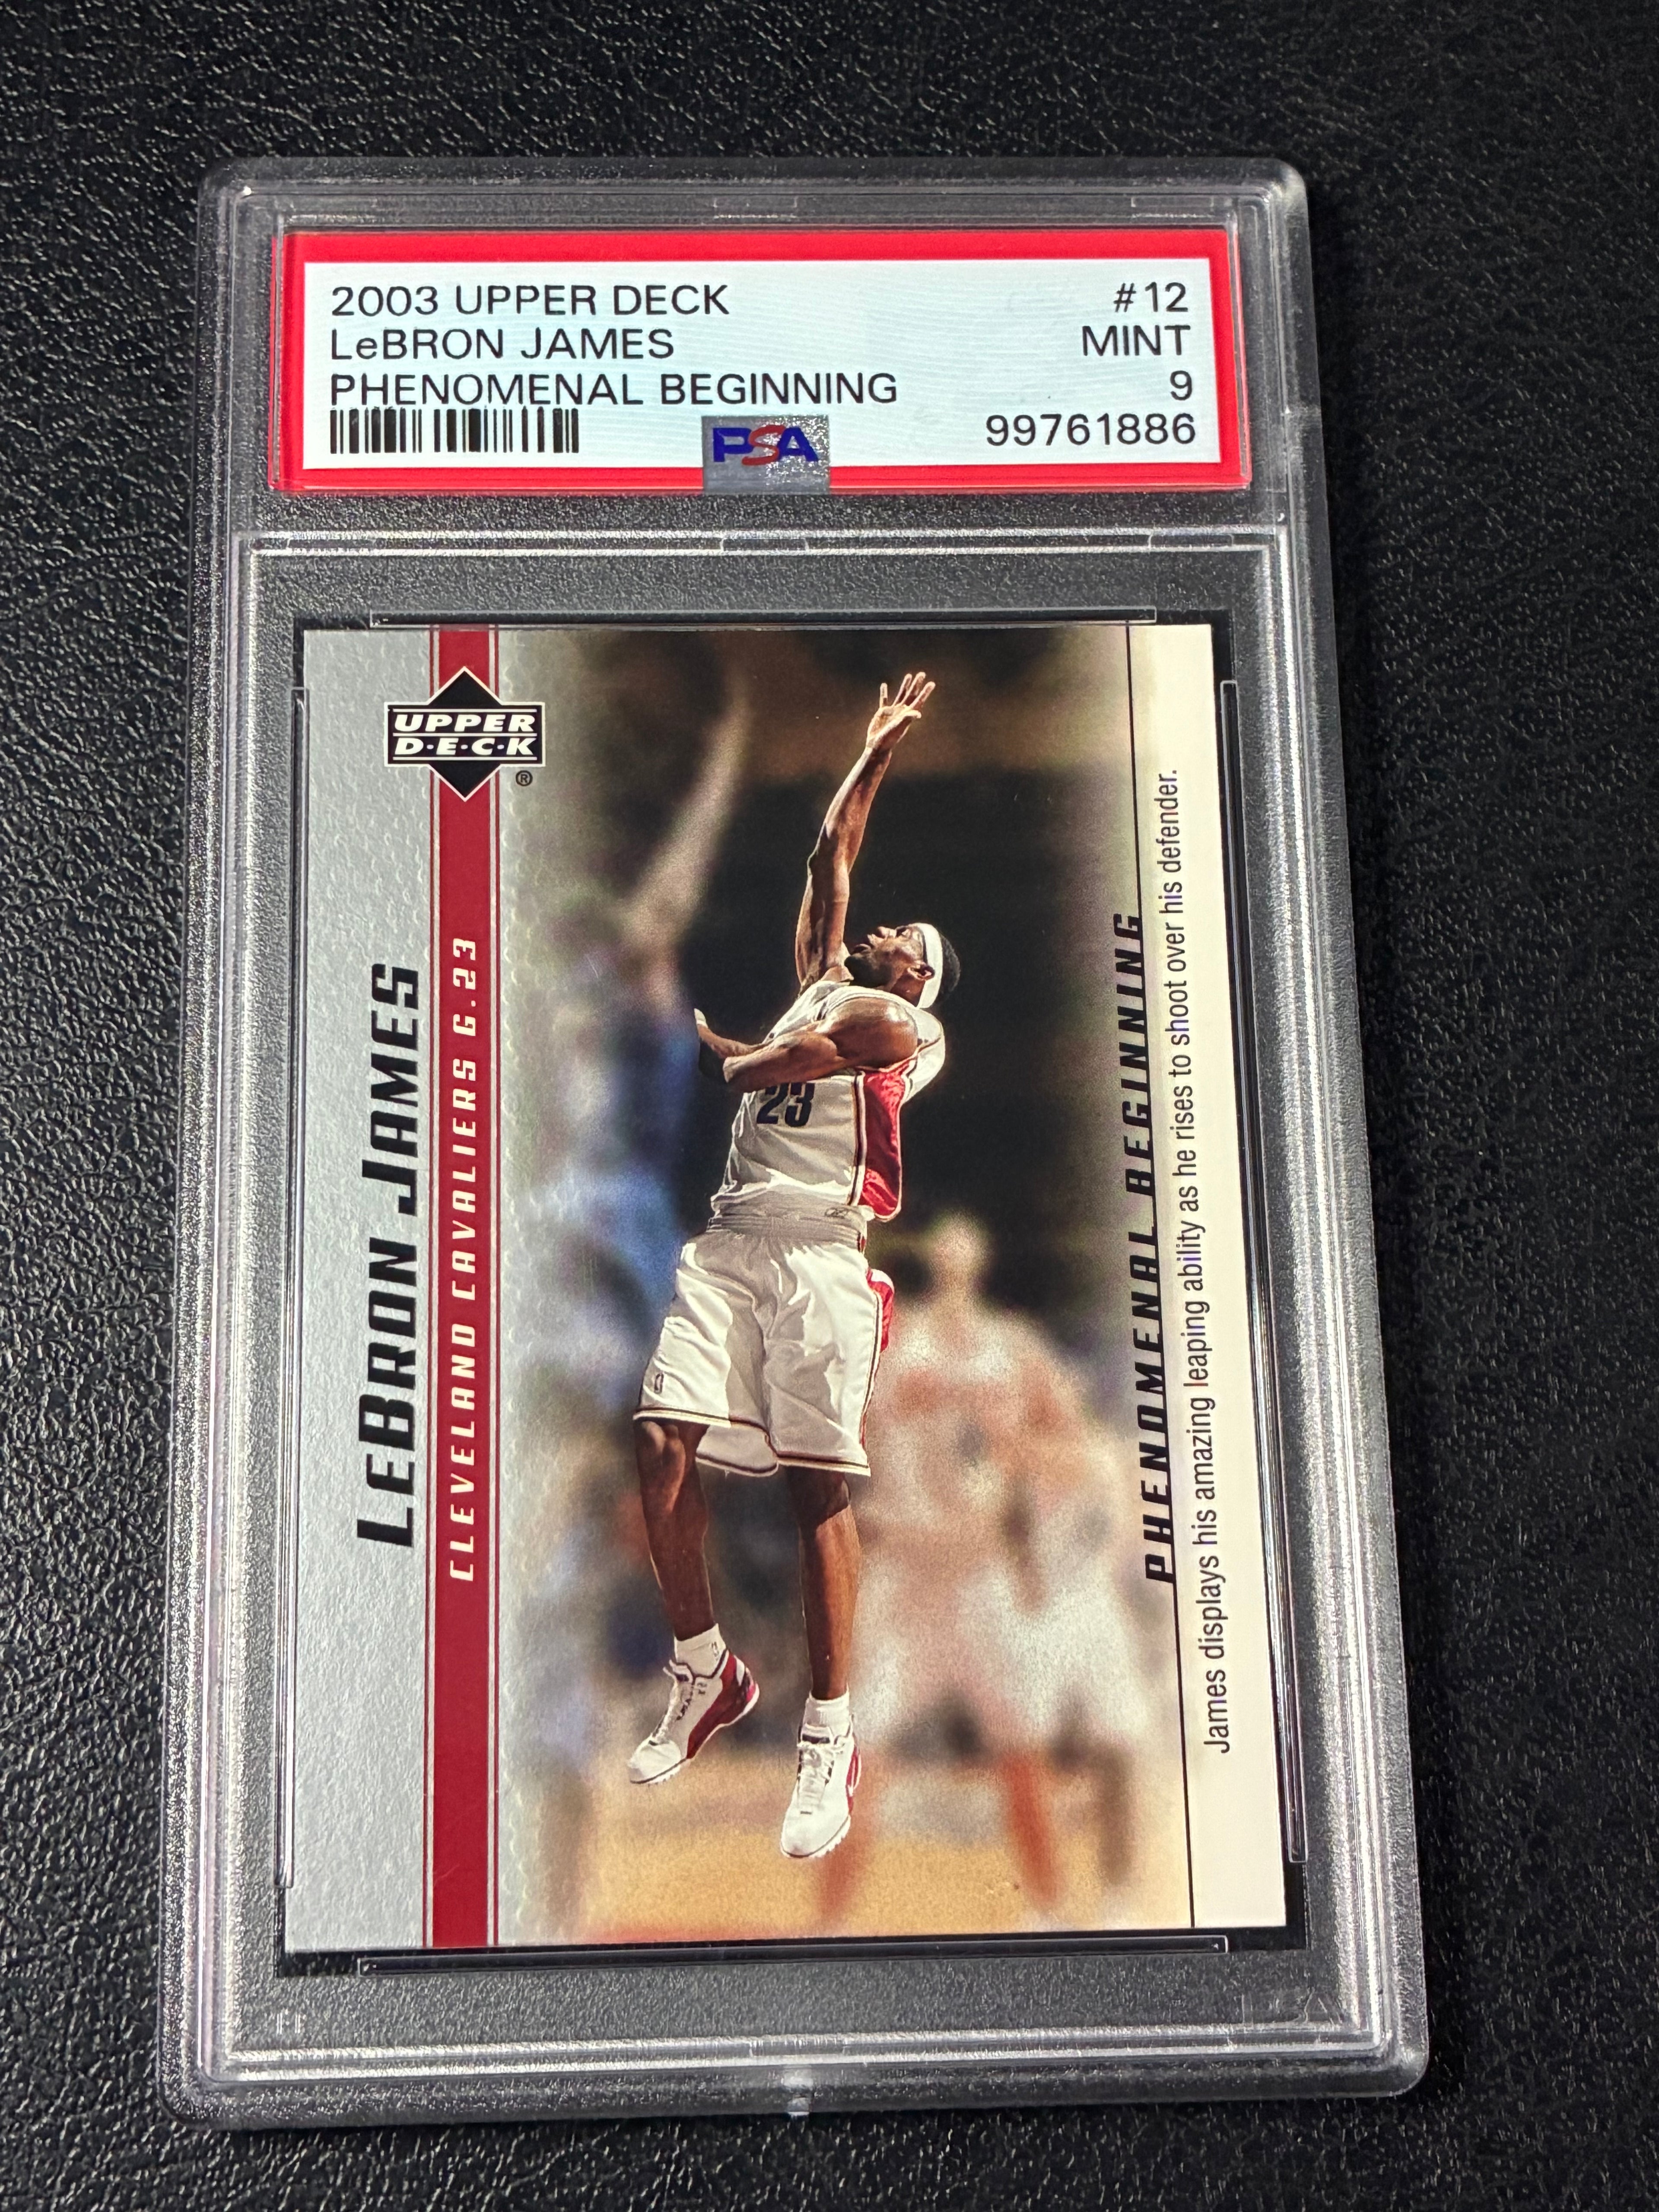 2003 UPPER DECK #12
LeBRON JAMES MINT
PHENOMENAL BEGINNING 9
PSA 99761886
UPPER
D·E·C·K
®
LEBRON JAMES
CLEVELAND CAVALIERS G.23
23
PHENOMENAL BEGINNING
James displays his amazing leaping ability as he rises to shoot over his defender.
PSA